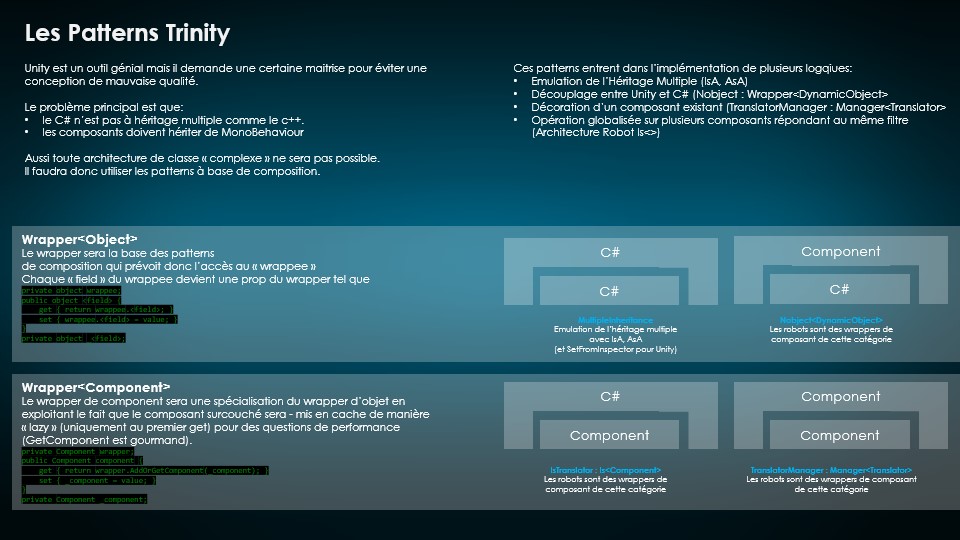 Les Patterns Trinity
Unity est un outil génial mais il demande une certaine maitrise pour éviter une
conception de mauvaise qualité.
Le problème principal est que:
• le C# n'est pas à héritage multiple comme le c++.
• les composants doivent hériter de MonoBehaviour
Aussi toute architecture de classe « complexe » ne sera pas possible.
Il faudra donc utiliser les patterns à base de composition.
Ces patterns entrent dans l'implémentation de plusieurs logqiues:
• Emulation de l'Héritage Multiple (IsA, AsA)
• Découplage entre Unity et C# (Nobject : Wrapper<DynamicObject>
• Décoration d'un composant existant (TranslatorManager : Manager<Translator>
• Opération globalisée sur plusieurs composants répondant au même filtre
(Architecture Robot Is<>)
Wrapper<Object>
Le wrapper sera la base des patterns
de composition qui prévoit donc l'accès au « wrappee »
Chaque « field » du wrappee devient une prop du wrapper tel que
private object wrappee;
public object <field> {
get { return wrappee.<field>; }
set { wrappee.<field> = value; }
}
private object _<field>;
C#
C#
MultipleInheritance
Emulation de l'héritage multiple
avec IsA, AsA
(et SetFromInspector pour Unity)
Component
C#
Nobject<DynamicObject>
Les robots sont des wrappers de
composant de cette catégorie
Wrapper<Component>
Le wrapper de component sera une spécialisation du wrapper d'objet en
exploitant le fait que le composant surcouché sera - mis en cache de manière
« lazy » (uniquement au premier get) pour des questions de performance
(GetComponent est gourmand).
private Component wrapper;
public Component component {
get { return wrapper.AddOrGetComponent(_component); }
set { _component = value; }
}
private Component _component;
C#
Component
IsTranslator : Is<Component>
Les robots sont des wrappers de
composant de cette catégorie
Component
Component
TranslatorManager : Manager<Translator>
Les robots sont des wrappers de composant
de cette catégorie